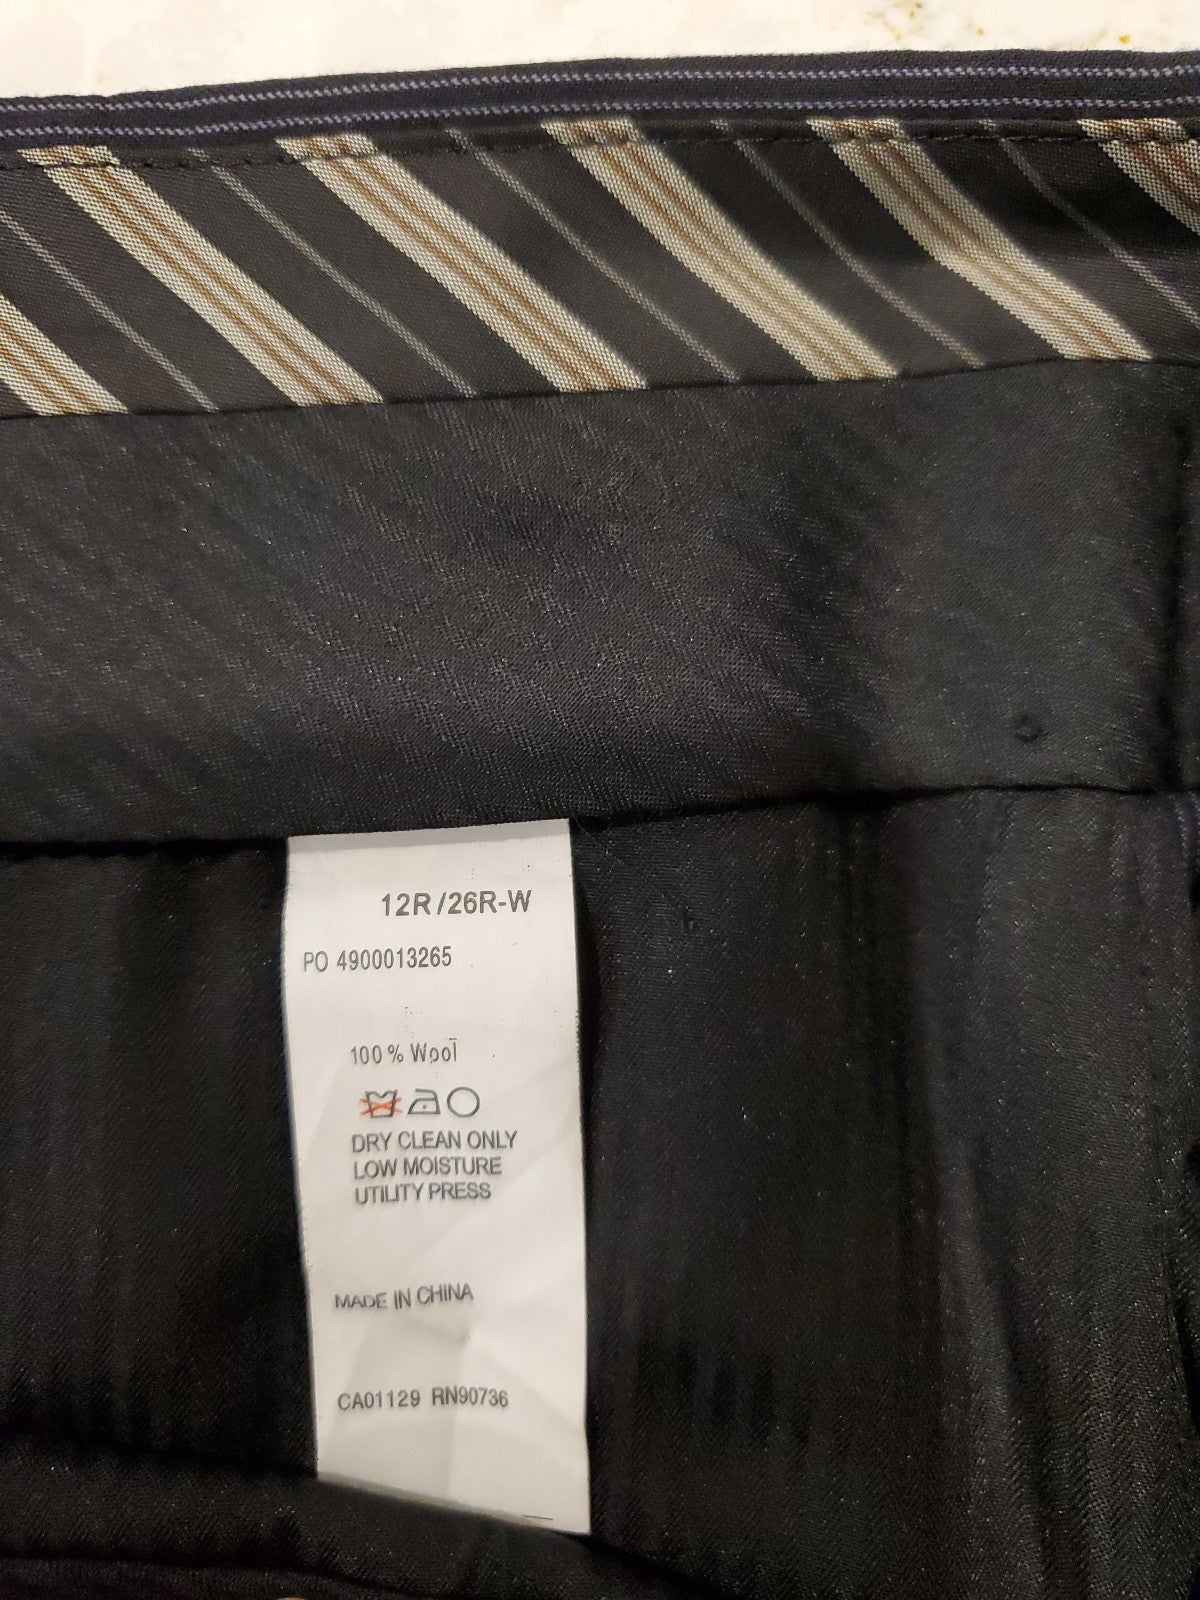 12R/26R-W
PO 4900013265
100% Wool
DRY CLEAN ONLY
LOW MOISTURE
UTILITY PRESS
MADE IN CHINA
CA01129 RN90736